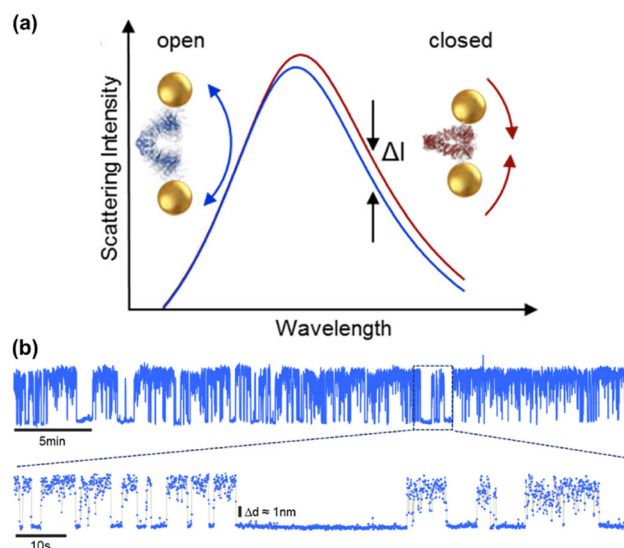 (a)
open
closed
Scattering Intensity
ΔI
Wavelength
(b)
5min
Δd ≈ 1nm
10s